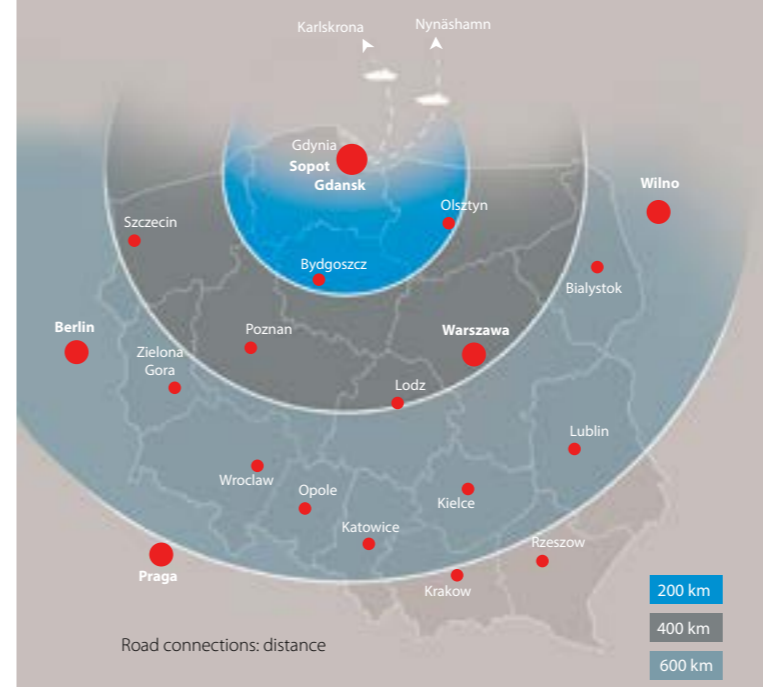 Karlskrona
Nynäshamn
Gdynia
Sopot
Gdansk
Wilno
Olsztyn
Szczecin
Bydgoszcz
Bialystok
Berlin
Poznan
Warszawa
Zielona
Gora
Lodz
Lublin
Wroclaw
Opole
Kielce
Katowice
Rzeszow
Praga
Krakow
200 km
400 km
600 km
Road connections: distance